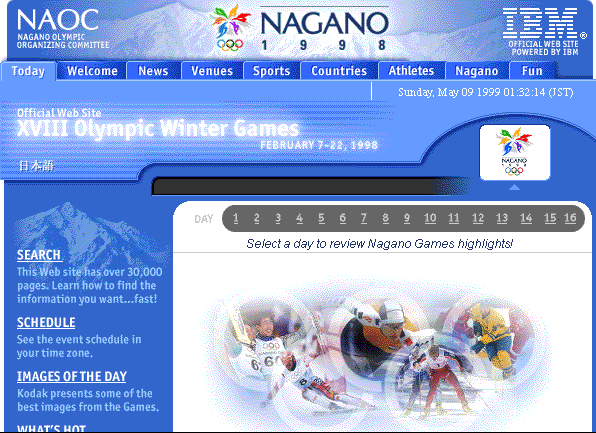 NAOC
NAGANO OLYMPIC
ORGANIZING COMMITTEE
NAGANO
1998
IBM®
OFFICIAL WEB SITE
POWERED BY IBM
Today Welcome News Venues Sports Countries Athletes Nagano Fun
Sunday, May 09 1999 01:32:14 (JST)
Official Web Site
XVIII Olympic Winter Games
FEBRUARY 7-22, 1998
日本語
NAGANO
1998
DAY 1 2 3 4 5 6 7 8 9 10 11 12 13 14 15 16
Select a day to review Nagano Games highlights!
SEARCH
This Web site has over 30,000
pages. Learn how to find the
information you want...fast!
SCHEDULE
See the event schedule in
your time zone.
IMAGES OF THE DAY
Kodak presents some of the
best images from the Games.
WHAT'S HOT